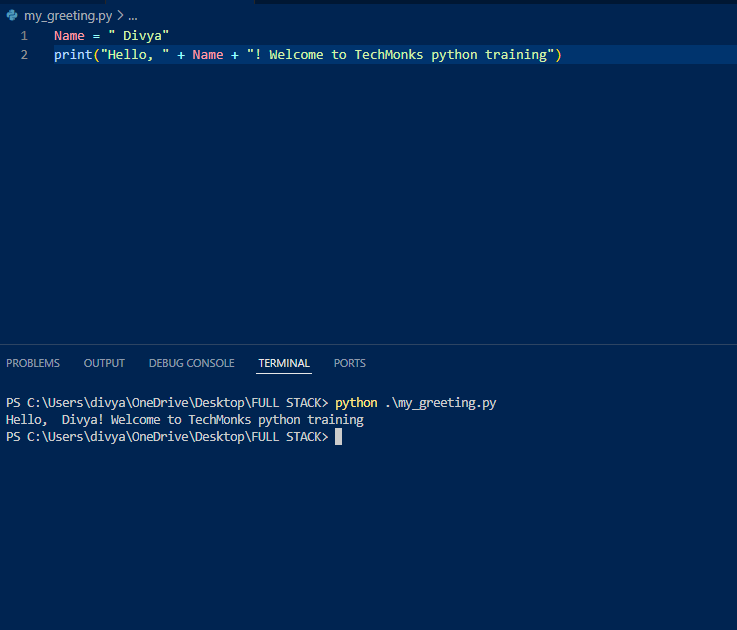 my_greeting.py > ...
1 Name = " Divya"
2 print("Hello, " + Name + "! Welcome to TechMonks python training")
PROBLEMS OUTPUT DEBUG CONSOLE TERMINAL PORTS
PS C:\Users\divya\OneDrive\Desktop\FULL STACK> python .\my_greeting.py
Hello,  Divya! Welcome to TechMonks python training
PS C:\Users\divya\OneDrive\Desktop\FULL STACK>